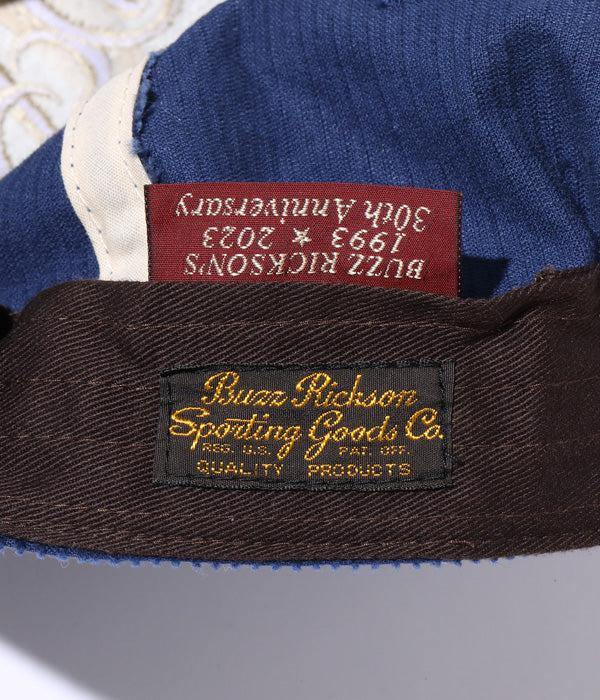 BUZZ RICKSON'S
1993 ★ 2023
30th Anniversary
Buzz Rickson
Sporting Goods Co.
REG. U.S. PAT. OFF.
QUALITY PRODUCTS